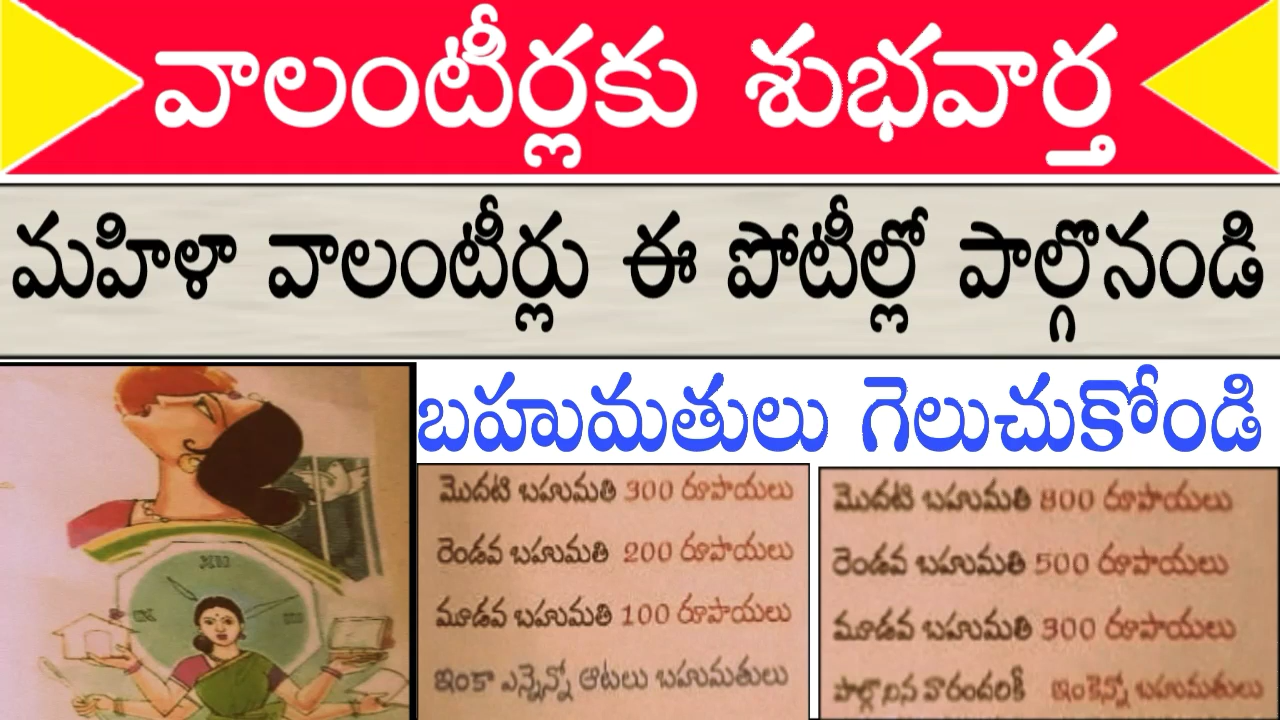 వాలంటీర్లకు శుభవార్త
మహిళా వాలంటీర్లు ఈ పోటీల్లో పాల్గొనండి
బహుమతులు గెలుచుకోండి
మొదటి బహుమతి 300 రూపాయలు
రెండవ బహుమతి 200 రూపాయలు
మూడవ బహుమతి 100 రూపాయలు
ఇంకా ఎన్నెన్నో ఆటలు బహుమతులు
మొదటి బహుమతి 800 రూపాయలు
రెండవ బహుమతి 500 రూపాయలు
మూడవ బహుమతి 300 రూపాయలు
పాల్గొనిన వారందరికీ ఇంకెన్నో బహుమతులు